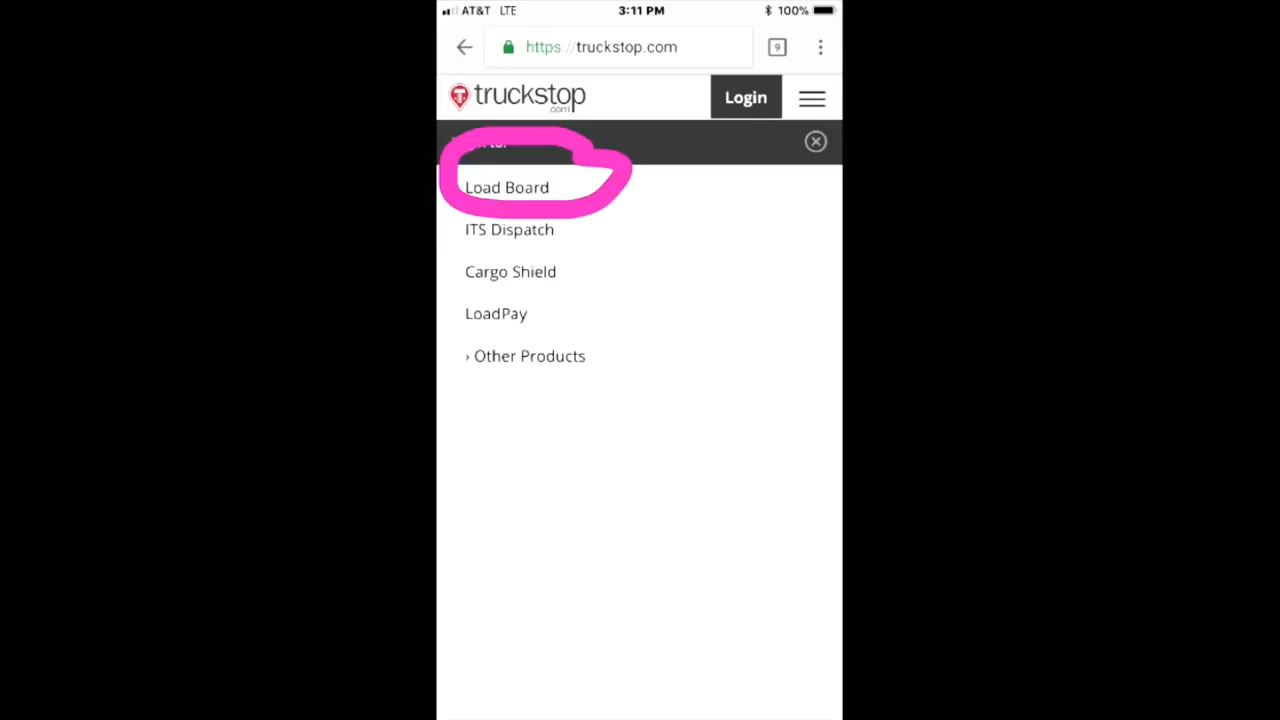 AT&T LTE 3:11 PM 100%
https://truckstop.com 9
truckstop
.com
Login
Load Board
ITS Dispatch
Cargo Shield
LoadPay
› Other Products